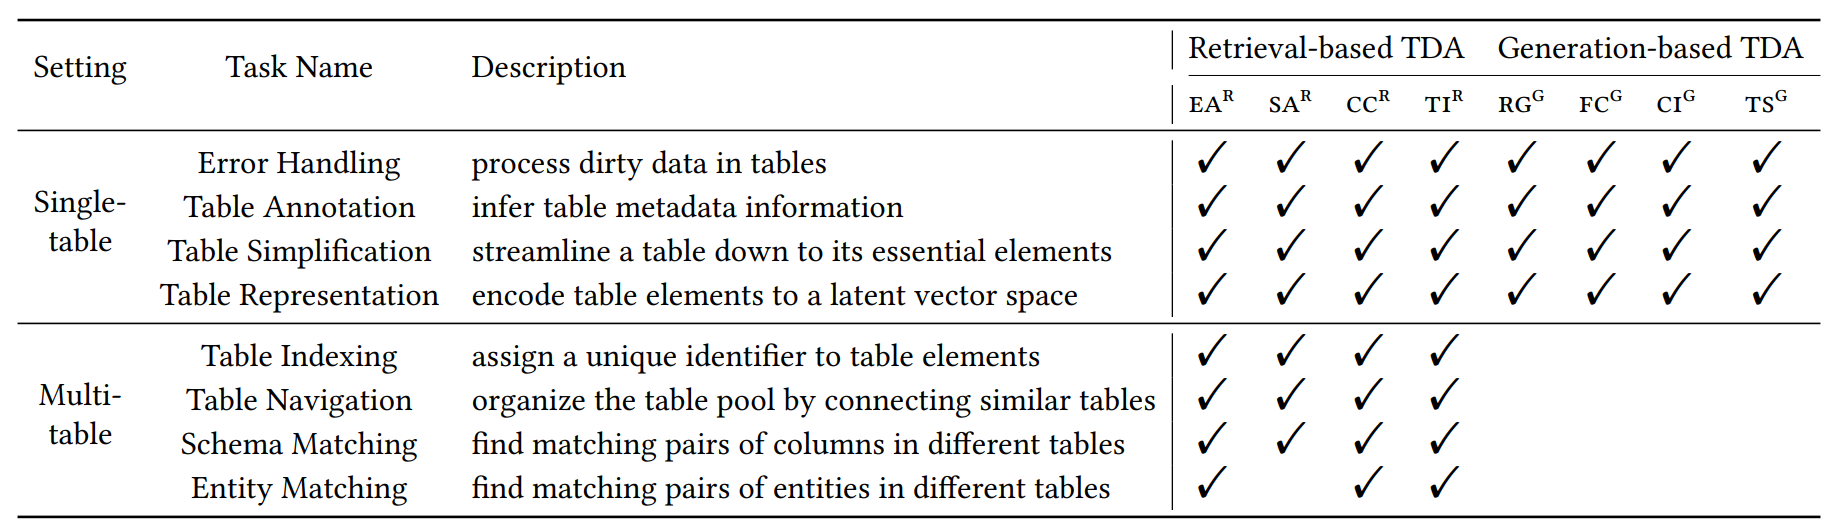 Setting Task Name Description Retrieval-based TDA Generation-based TDA
EA^R SA^R CC^R TI^R RG^G FC^G CI^G TS^G
Single-table
Error Handling process dirty data in tables ✓ ✓ ✓ ✓ ✓ ✓ ✓ ✓
Table Annotation infer table metadata information ✓ ✓ ✓ ✓ ✓ ✓ ✓ ✓
Table Simplification streamline a table down to its essential elements ✓ ✓ ✓ ✓ ✓ ✓ ✓ ✓
Table Representation encode table elements to a latent vector space ✓ ✓ ✓ ✓ ✓ ✓ ✓ ✓
Multi-table
Table Indexing assign a unique identifier to table elements ✓ ✓ ✓ ✓
Table Navigation organize the table pool by connecting similar tables ✓ ✓ ✓ ✓
Schema Matching find matching pairs of columns in different tables ✓ ✓ ✓ ✓
Entity Matching find matching pairs of entities in different tables ✓ ✓ ✓